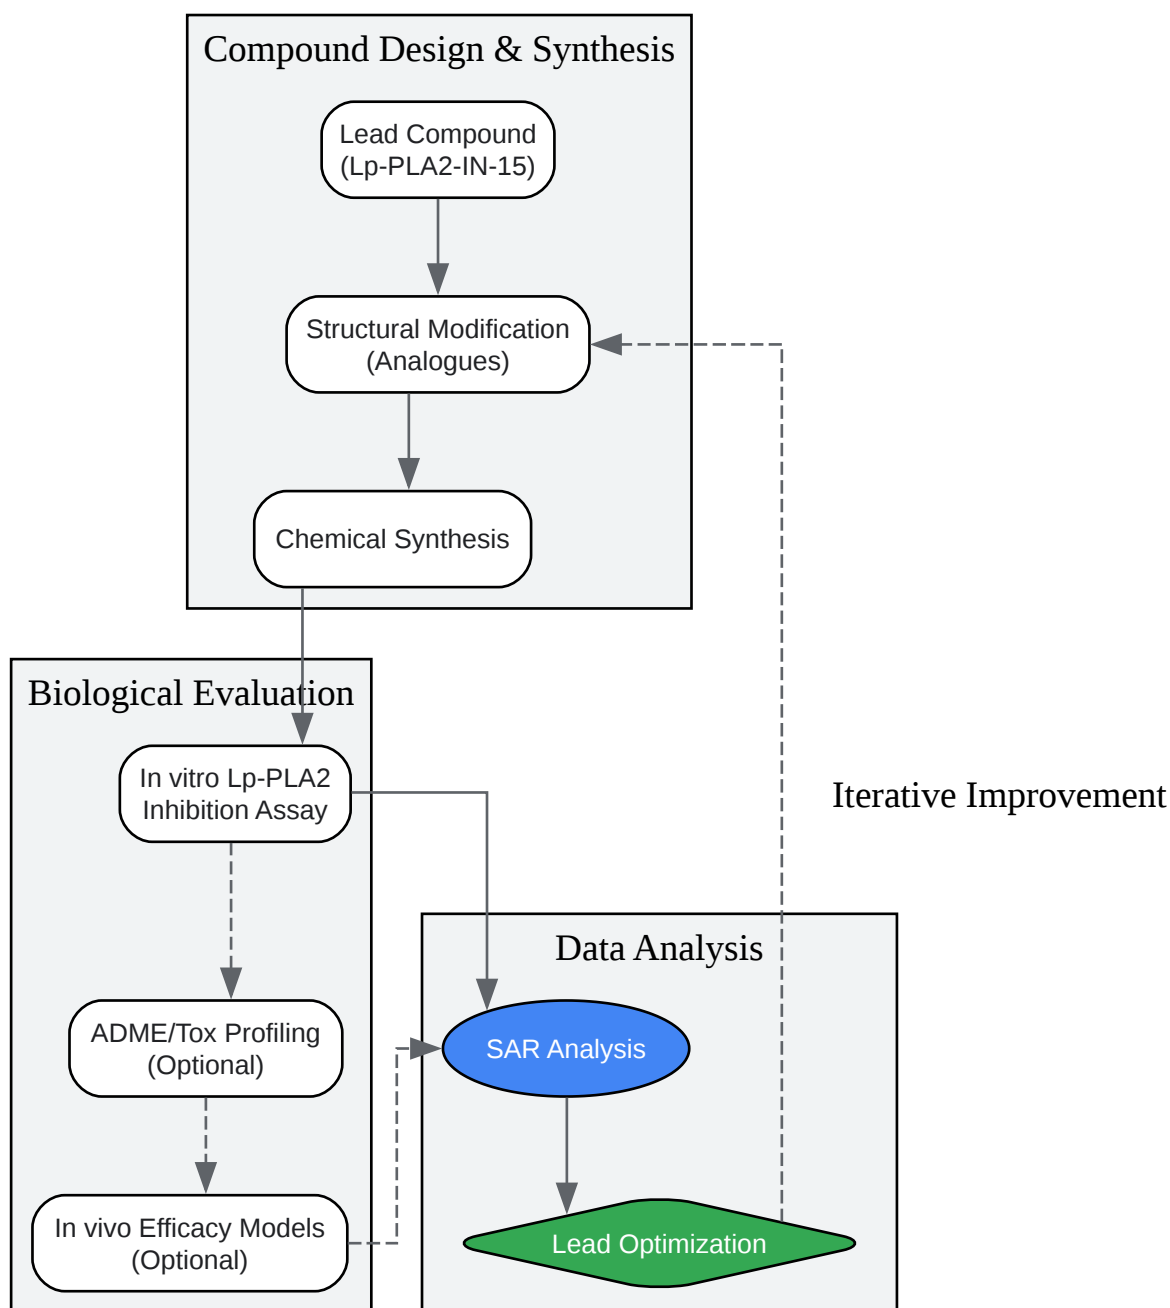 Compound Design & Synthesis
Lead Compound
(Lp-PLA2-IN-15)
Structural Modification
(Analogues)
Chemical Synthesis
Biological Evaluation
In vitro Lp-PLA2
Inhibition Assay
Iterative Improvement
Data Analysis
ADME/Tox Profiling
(Optional)
SAR Analysis
In vivo Efficacy Models
(Optional)
Lead Optimization